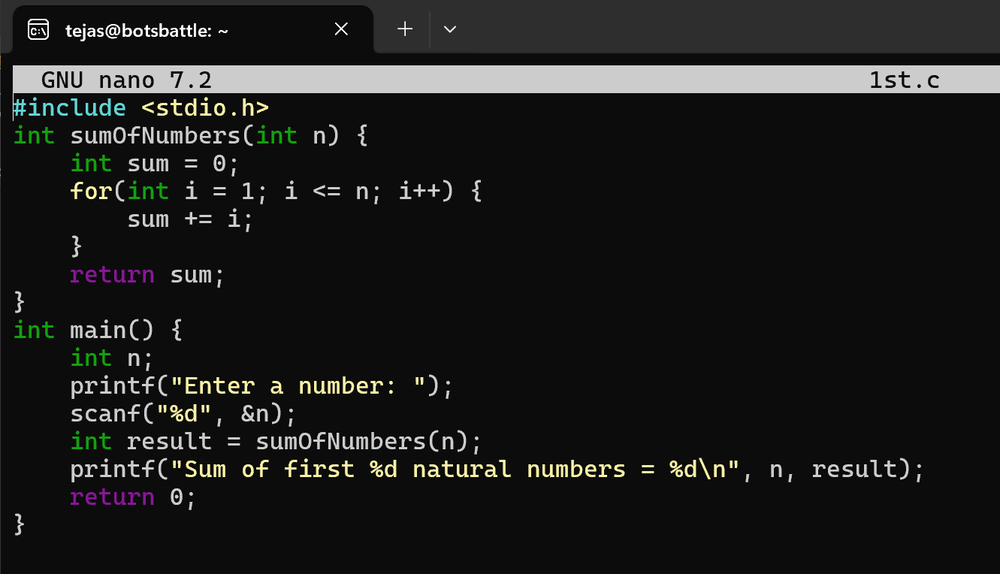 tejas@botsbattle: ~
GNU nano 7.2 1st.c
#include <stdio.h>
int sumOfNumbers(int n) {
    int sum = 0;
    for(int i = 1; i <= n; i++) {
        sum += i;
    }
    return sum;
}
int main() {
    int n;
    printf("Enter a number: ");
    scanf("%d", &n);
    int result = sumOfNumbers(n);
    printf("Sum of first %d natural numbers = %d\n", n, result);
    return 0;
}